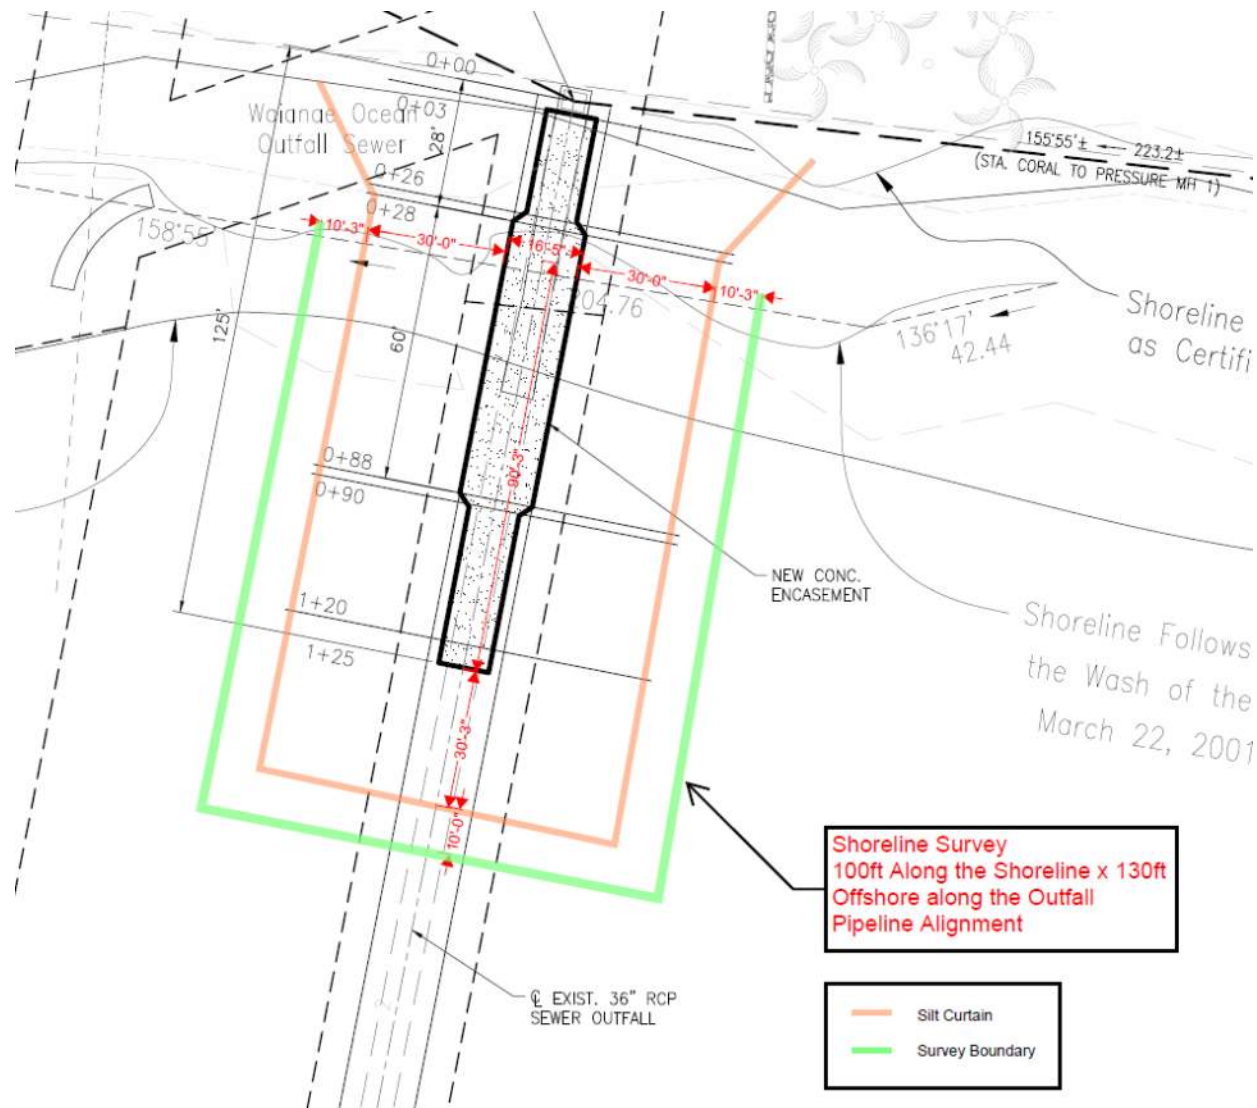 0+00
0+03
Waianae Ocean
Outfall Sewer
28'
155°55'± 223.2±
(STA. CORAL TO PRESSURE MH 1)
0+26
0+28
158°55'
10'-3"
30'-0"
16'-5"
30'-0"
10'-3"
204.76
136°17'
42.44
Shoreline
as Certifi
125'
60'
90'-3"
0+88
0+90
NEW CONC.
ENCASEMENT
1+20
1+25
Shoreline Follows
the Wash of the
March 22, 2001
30'-3"
10'-0"
Shoreline Survey
100ft Along the Shoreline x 130ft
Offshore along the Outfall
Pipeline Alignment
℄ EXIST. 36" RCP
SEWER OUTFALL
Silt Curtain
Survey Boundary